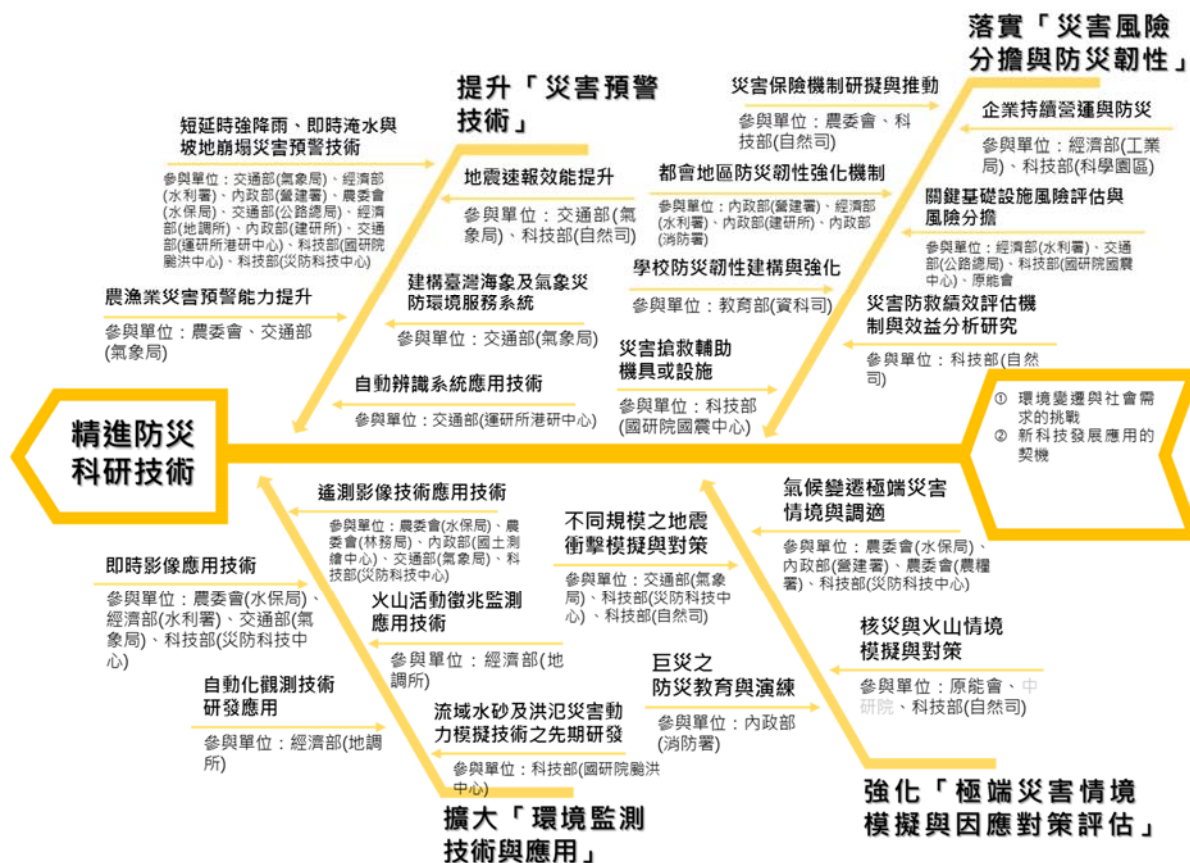 落實「災害風險
分擔與防災韌性」
提升「災害預警
技術」
短延時強降雨、即時淹水與
坡地崩塌災害預警技術
參與單位：交通部(氣象局)、經濟部
(水利署)、內政部(營建署)、農委會
(水保局)、交通部(公路總局)、經濟
部(地調所)、內政部(建研所)、交通
部(運研所港研中心)、科技部(國研院
颱洪中心)、科技部(災防科技中心)
農漁業災害預警能力提升
參與單位：農委會、交通部
(氣象局)
地震速報效能提升
參與單位：交通部(氣
象局)、科技部(自然司)
建構臺灣海象及氣象災
防環境服務系統
參與單位：交通部(氣象局)
自動辨識系統應用技術
參與單位：交通部(運研所港研中心)
災害保險機制研擬與推動
參與單位：農委會、科
技部(自然司)
都會地區防災韌性強化機制
參與單位：內政部(營建署)、經濟部
(水利署)、內政部(建研所)、內政部
(消防署)
學校防災韌性建構與強化
參與單位：教育部(資科司)
災害搶救輔助
機具或設施
參與單位：科技部
(國研院國震中心)
企業持續營運與防災
參與單位：經濟部(工業
局)、科技部(科學園區)
關鍵基礎設施風險評估與
風險分擔
參與單位：經濟部(水利署)、交通
部(公路總局)、科技部(國研院國震
中心)、原能會
災害防救績效評估機
制與效益分析研究
參與單位：科技部(自然
司)
精進防災
科研技術
① 環境變遷與社會需
求的挑戰
② 新科技發展應用的
契機
遙測影像技術應用技術
參與單位：農委會(水保局)、農
委會(林務局)、內政部(國土測
繪中心)、交通部(氣象局)、科
技部(災防科技中心)
即時影像應用技術
參與單位：農委會(水保局)、
經濟部(水利署)、交通部(氣
象局)、科技部(災防科技中
心)
火山活動徵兆監測
應用技術
參與單位：經濟部(地
調所)
自動化觀測技術
研發應用
參與單位：經濟部(地調
所)
流域水砂及洪氾災害動
力模擬技術之先期研發
參與單位：科技部(國研院颱洪
中心)
擴大「環境監測
技術與應用」
不同規模之地震
衝擊模擬與對策
參與單位：交通部(氣象
局)、科技部(災防科技中
心)、科技部(自然司)
巨災之
防災教育與演練
參與單位：內政部
(消防署)
氣候變遷極端災害
情境與調適
參與單位：農委會(水保局)、
內政部(營建署)、農委會(農糧
署)、科技部(災防科技中心)
核災與火山情境
模擬與對策
參與單位：原能會、中
研院、科技部(自然司)
強化「極端災害情境
模擬與因應對策評估」